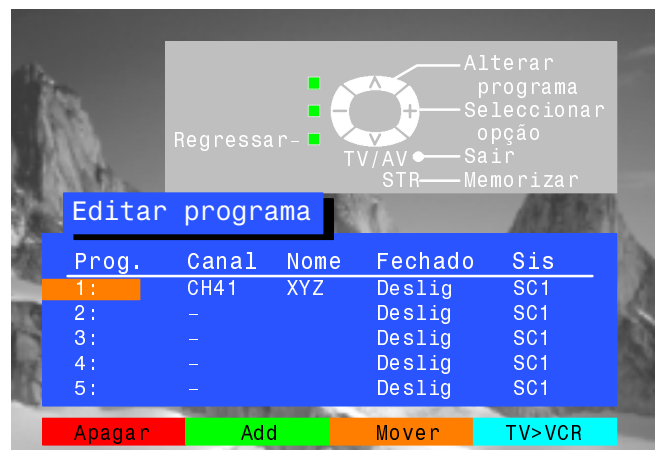 Alterar
programa
Seleccionar
opção
Regressar–
TV/AV Sair
STR Memorizar
Editar programa
Prog. Canal Nome Fechado Sis
1: CH41 XYZ Deslig SC1
2: – Deslig SC1
3: – Deslig SC1
4: – Deslig SC1
5: – Deslig SC1
Apagar Add Mover TV>VCR